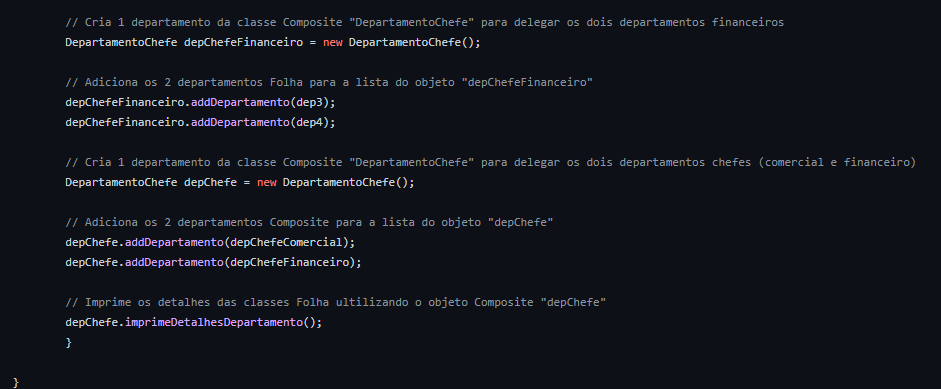 // Cria 1 departamento da classe Composite "DepartamentoChefe" para delegar os dois departamentos financeiros
DepartamentoChefe depChefeFinanceiro = new DepartamentoChefe();
// Adiciona os 2 departamentos Folha para a lista do objeto "depChefeFinanceiro"
depChefeFinanceiro.addDepartamento(dep3);
depChefeFinanceiro.addDepartamento(dep4);
// Cria 1 departamento da classe Composite "DepartamentoChefe" para delegar os dois departamentos chefes (comercial e financeiro)
DepartamentoChefe depChefe = new DepartamentoChefe();
// Adiciona os 2 departamentos Composite para a lista do objeto "depChefe"
depChefe.addDepartamento(depChefeComercial);
depChefe.addDepartamento(depChefeFinanceiro);
// Imprime os detalhes das classes Folha ultilizando o objeto Composite "depChefe"
depChefe.imprimeDetalhesDepartamento();
}
}